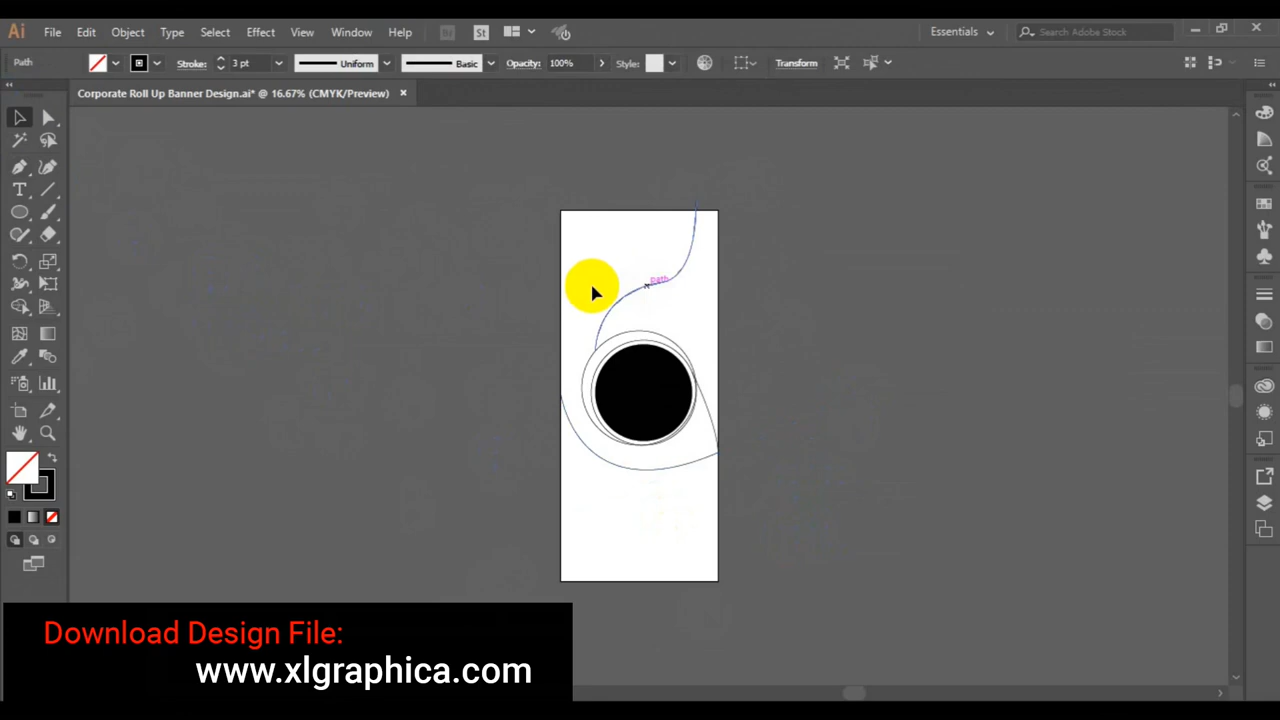 Ai File Edit Object Type Select Effect View Window Help Br St Essentials Search Adobe Stock
Path Stroke: 3 pt Uniform Basic Opacity: 100% Style: Transform
Corporate Roll Up Banner Design.ai* @ 16.67% (CMYK/Preview)
path
Download Design File:
www.xlgraphica.com